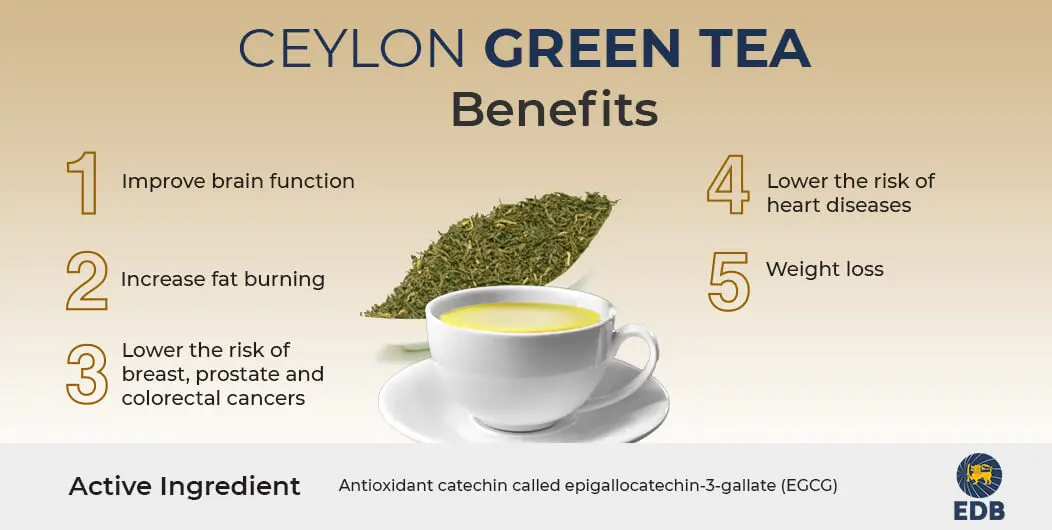 CEYLON GREEN TEA
Benefits
1
Improve brain function
2
Increase fat burning
3
Lower the risk of
breast, prostate and
colorectal cancers
4
Lower the risk of
heart diseases
5
Weight loss
Active Ingredient
Antioxidant catechin called epigallocatechin-3-gallate (EGCG)
EDB